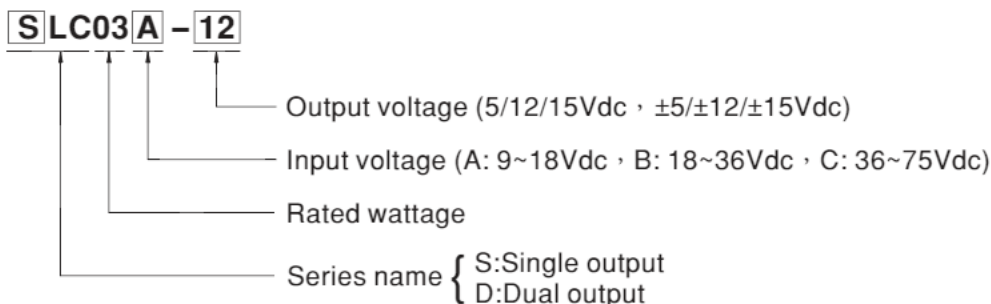 SLC03A-12
Output voltage (5/12/15Vdc，±5/±12/±15Vdc)
Input voltage (A: 9~18Vdc，B: 18~36Vdc，C: 36~75Vdc)
Rated wattage
Series name { S:Single output
D:Dual output